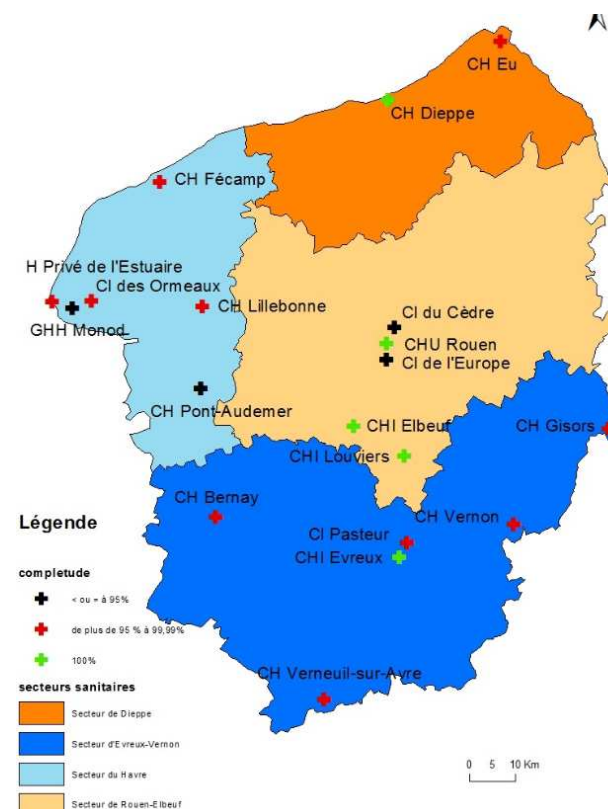 CH Eu
CH Dieppe
CH Fécamp
H Privé de l'Estuaire
Cl des Ormeaux
CH Lillebonne
GHH Monod
Cl du Cèdre
CHU Rouen
Cl de l'Europe
CH Pont-Audemer
CHI Elbeuf
CH Gisors
CHI Louviers
CH Bernay
CH Vernon
Cl Pasteur
CHI Evreux
CH Verneuil-sur-Avre
Légende
completude
< ou = à 95%
de plus de 95 % à 99,99%
100%
secteurs sanitaires
Secteur de Dieppe
Secteur d'Evreux-Vernon
Secteur du Havre
Secteur de Rouen-Elbeuf
0 5 10 Km